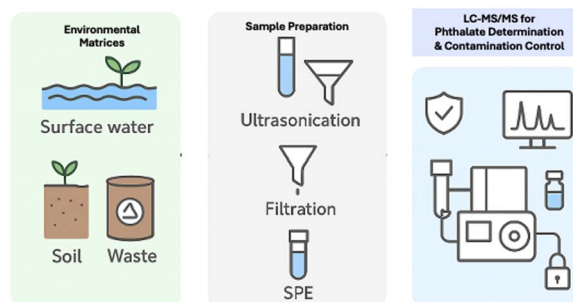 Environmental
Matrices
Surface water
Soil
Waste
Sample Preparation
Ultrasonication
Filtration
SPE
LC-MS/MS for
Phthalate Determination
& Contamination Control